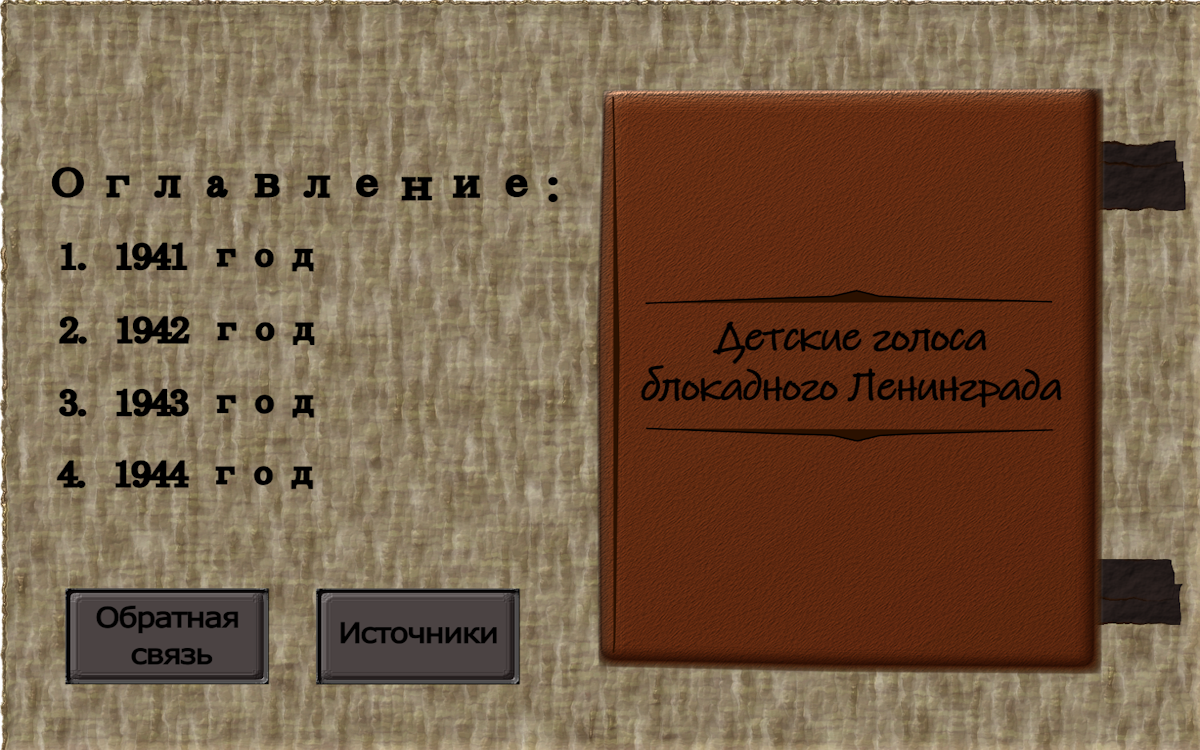 Оглавление:
1. 1941 год
2. 1942 год
3. 1943 год
4. 1944 год
Обратная
связь
Источники
Детские голоса
блокадного Ленинграда